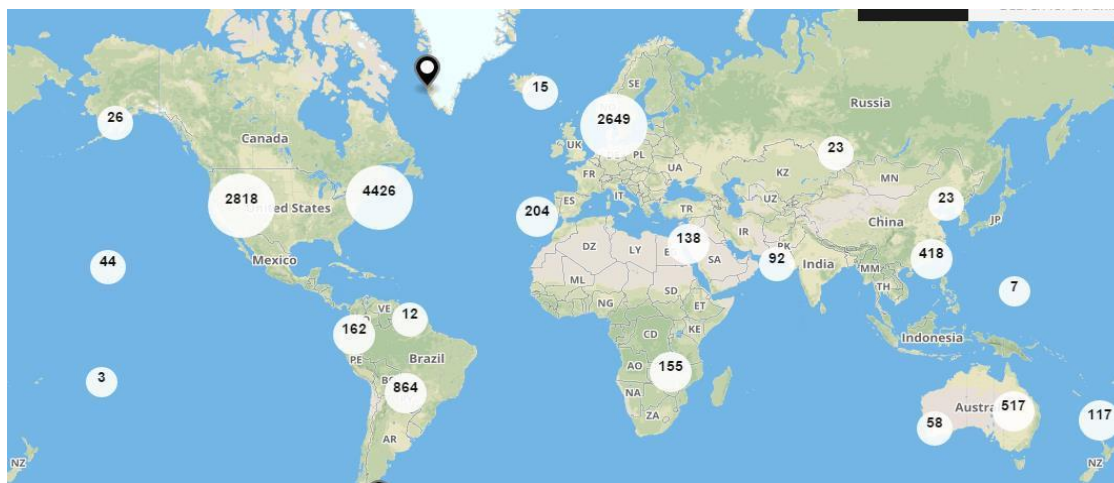 15
SE
2649
Russia
26
Canada
UK
PL
KZ
23
UA
FR
MN
4426
IT
2818
United States
ES
UZ
23
204
TR
China
JP
138
IR
DZ
LY
PK
418
44
Mexico
92
SA
India
MM
ML
7
TH
SD
NG
ET
VE
12
162
CD
KE
Indonesia
PE
Brazil
155
AO
3
864
517
NA
117
58
ZA
AR
NZ
NZ